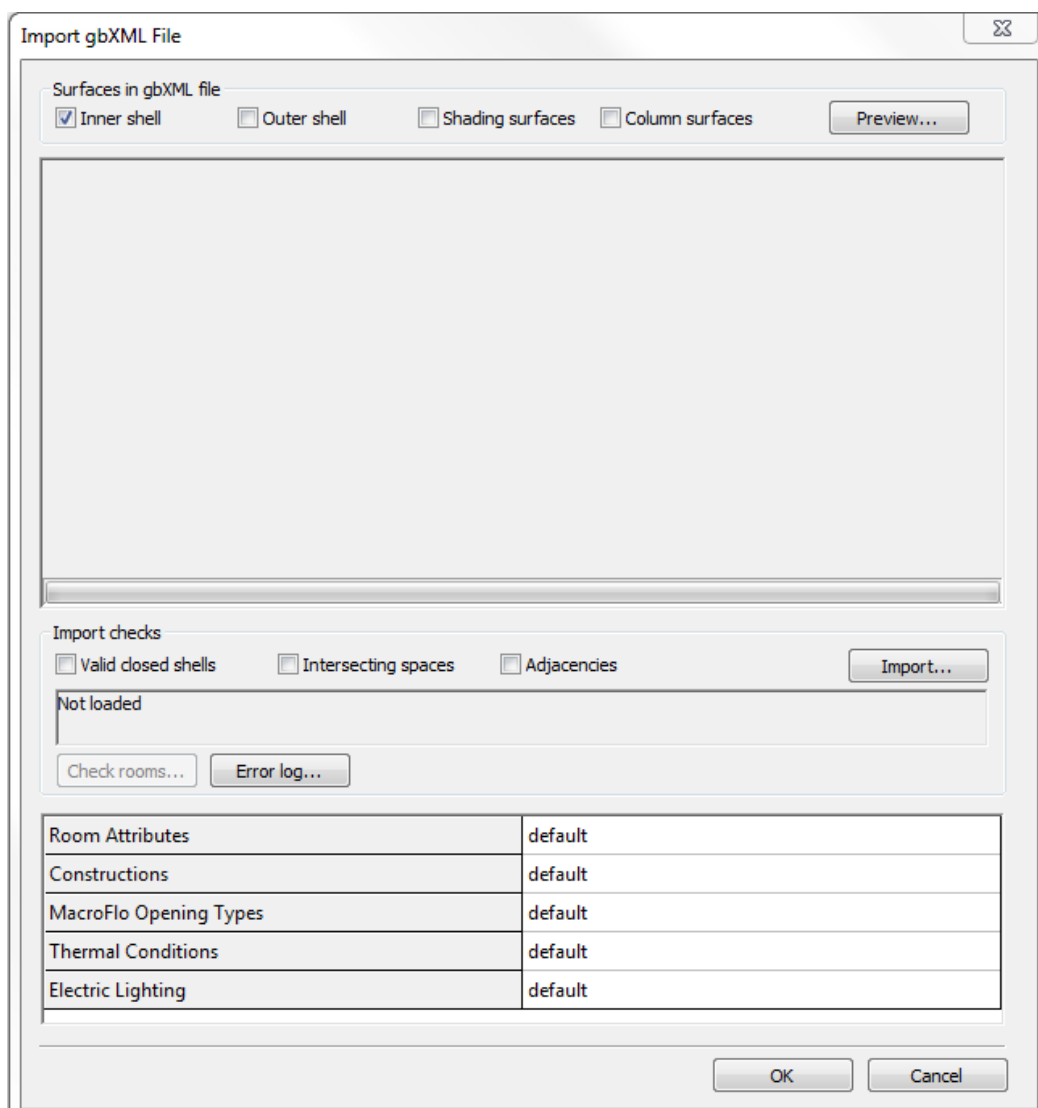 Import gbXML File
Surfaces in gbXML file
Inner shell Outer shell Shading surfaces Column surfaces Preview...
Import checks
Valid closed shells Intersecting spaces Adjacencies Import...
Not loaded
Check rooms... Error log...
Room Attributes default
Constructions default
MacroFlo Opening Types default
Thermal Conditions default
Electric Lighting default
OK Cancel